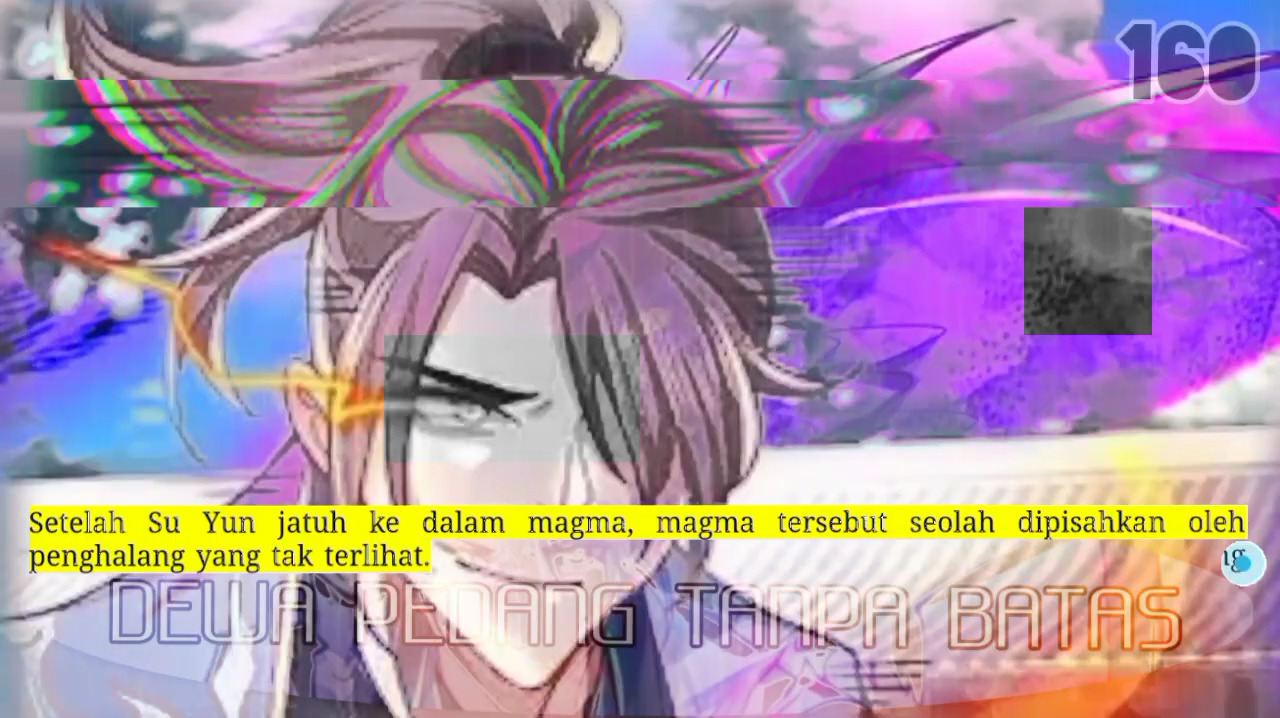 160
Setelah Su Yun jatuh ke dalam magma, magma tersebut seolah dipisahkan oleh
penghalang yang tak terlihat.
DEWA PEDANG TANPA BATAS